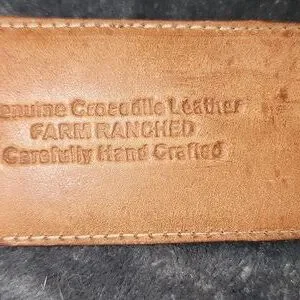 Genuine Crocodile Leather
FARM RANCHED
Carefully Hand Crafted